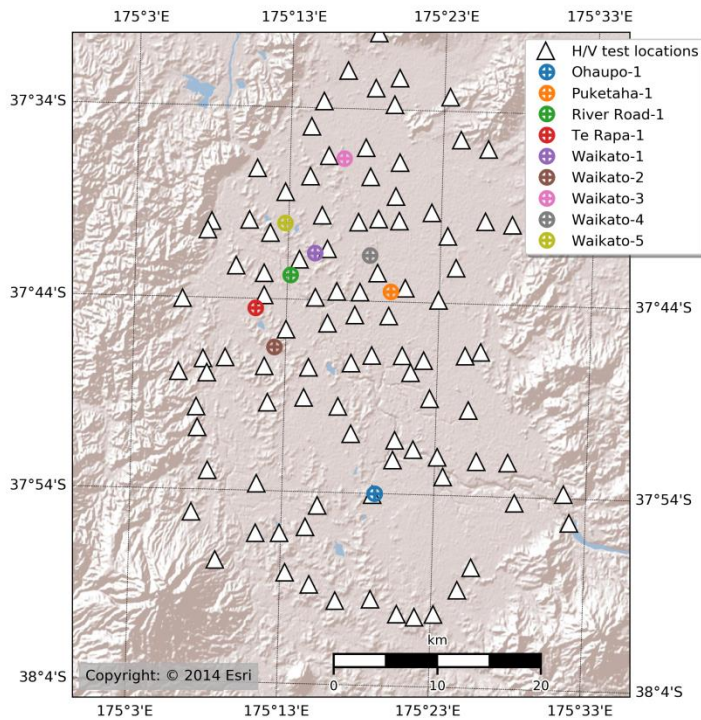 175°3'E 175°13'E 175°23'E 175°33'E
H/V test locations
Ohaupo-1
Puketaha-1
River Road-1
Te Rapa-1
Waikato-1
Waikato-2
Waikato-3
Waikato-4
Waikato-5
37°34'S
37°44'S 37°44'S
37°54'S 37°54'S
km
0 10 20
Copyright: © 2014 Esri
38°4'S 38°4'S
175°3'E 175°13'E 175°23'E 175°33'E